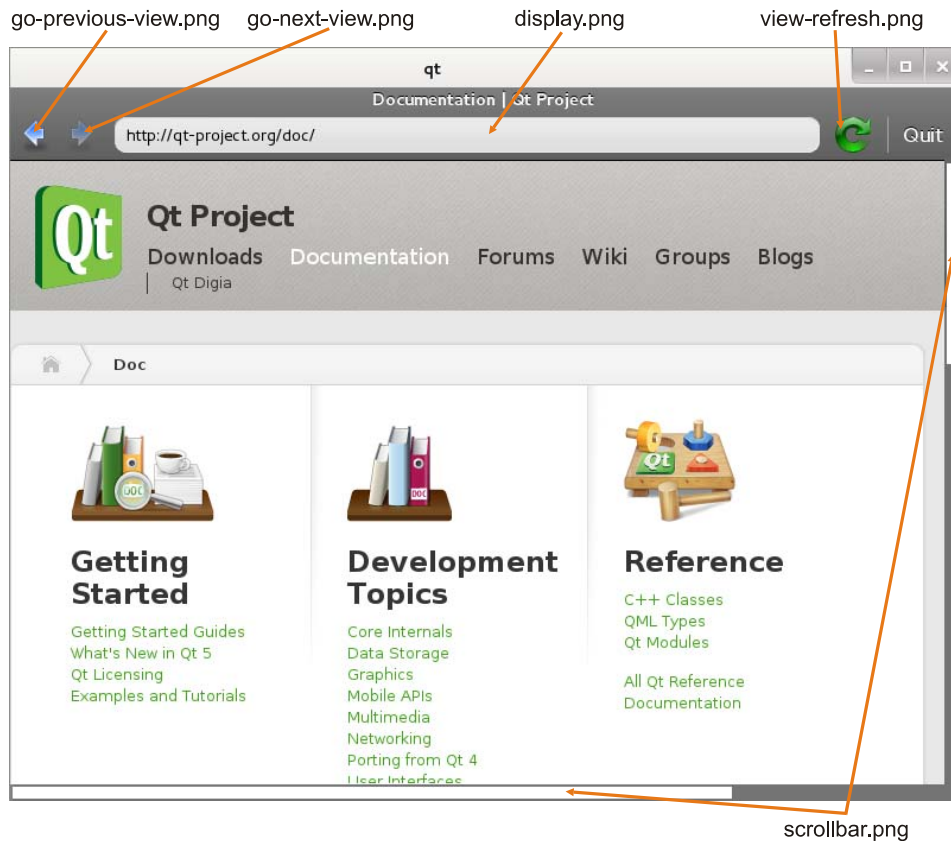 go-previous-view.png go-next-view.png display.png view-refresh.png
qt
Documentation | Qt Project
http://qt-project.org/doc/ Quit
Qt
Qt Project
Downloads Documentation Forums Wiki Groups Blogs
Qt Digia
Doc
DOC
DOC
Qt
Getting
Started
Getting Started Guides
What's New in Qt 5
Qt Licensing
Examples and Tutorials
Development
Topics
Core Internals
Data Storage
Graphics
Mobile APIs
Multimedia
Networking
Porting from Qt 4
User Interfaces
Reference
C++ Classes
QML Types
Qt Modules
All Qt Reference
Documentation
scrollbar.png